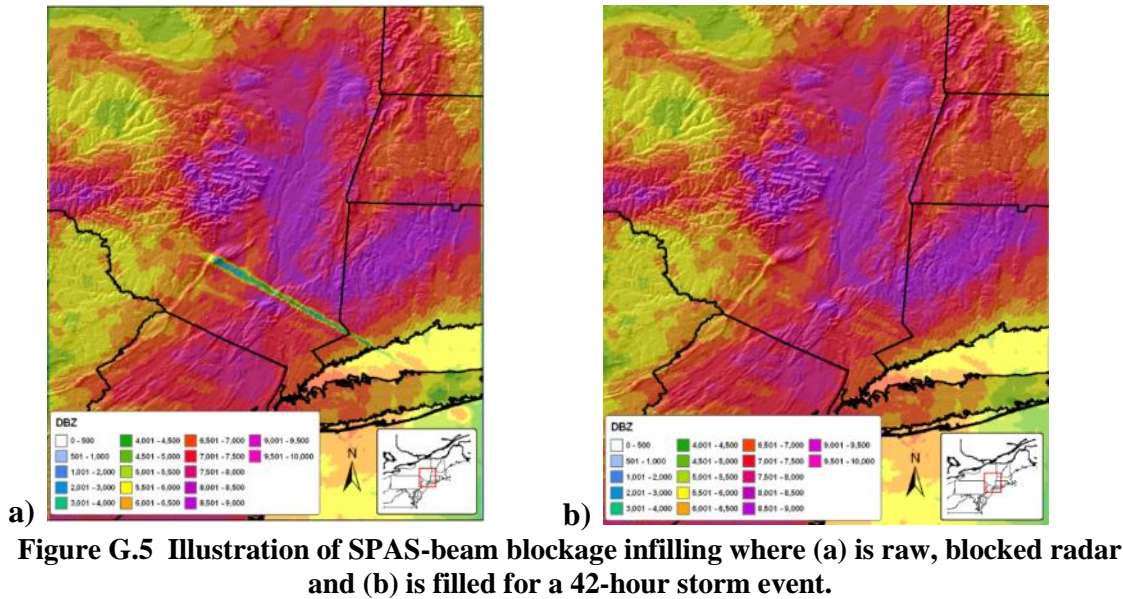 DBZ
0 - 500
501 - 1,000
1,001 - 2,000
2,001 - 3,000
3,001 - 4,000
4,001 - 4,500
4,501 - 5,000
5,001 - 5,500
5,501 - 6,000
6,001 - 6,500
6,501 - 7,000
7,001 - 7,500
7,501 - 8,000
8,001 - 8,500
8,501 - 9,000
9,001 - 9,500
9,501 - 10,000
N
a)
DBZ
0 - 500
501 - 1,000
1,001 - 2,000
2,001 - 3,000
3,001 - 4,000
4,001 - 4,500
4,501 - 5,000
5,001 - 5,500
5,501 - 6,000
6,001 - 6,500
6,501 - 7,000
7,001 - 7,500
7,501 - 8,000
8,001 - 8,500
8,501 - 9,000
9,001 - 9,500
9,501 - 10,000
N
b)
Figure G.5 Illustration of SPAS-beam blockage infilling where (a) is raw, blocked radar
and (b) is filled for a 42-hour storm event.